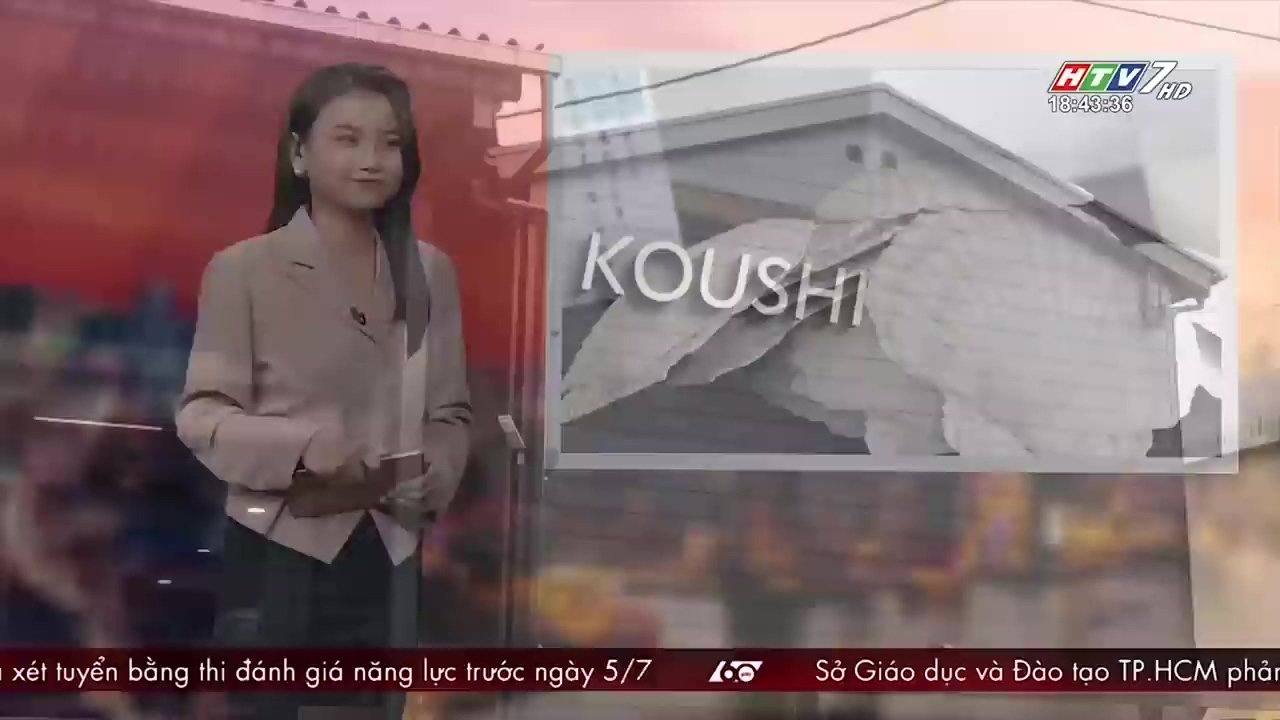 HTV7 HD
18:43:36
KOUSHI
xét tuyển bằng thi đánh giá năng lực trước ngày 5/7
60
Sở Giáo dục và Đào tạo TP.HCM